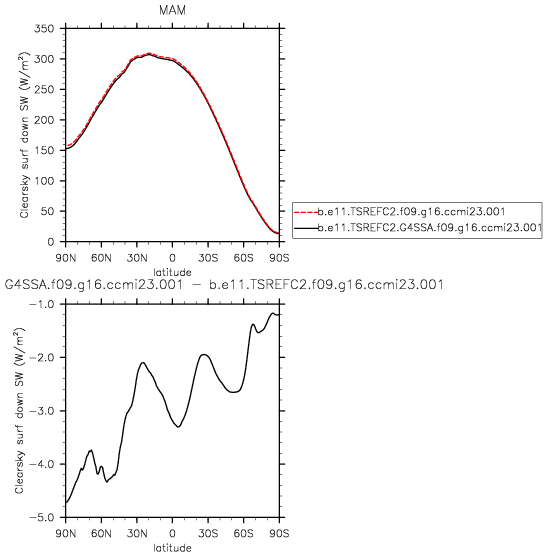 MAM
Clearsky surf down SW (W/m²)
350
300
250
200
150
100
50
0
90N 60N 30N 0 30S 60S 90S
latitude
b.e11.TSREFC2.f09.g16.ccmi23.001
b.e11.TSREFC2.G4SSA.f09.g16.ccmi23.001
G4SSA.f09.g16.ccmi23.001 − b.e11.TSREFC2.f09.g16.ccmi23.001
Clearsky surf down SW (W/m²)
−1.0
−2.0
−3.0
−4.0
−5.0
90N 60N 30N 0 30S 60S 90S
latitude